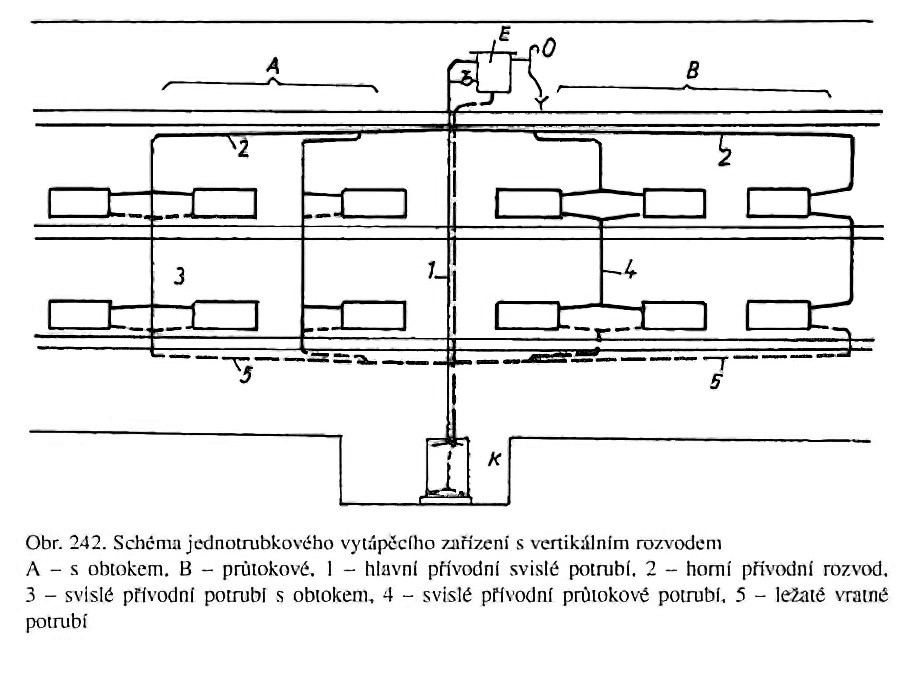 E
A
B
2
2
3
1
4
5
5
K
Obr. 242. Schéma jednotrubkového vytápěcího zařízení s vertikálním rozvodem
A – s obtokem, B – průtokové, 1 – hlavní přívodní svislé potrubí, 2 – horní přívodní rozvod,
3 – svislé přívodní potrubí s obtokem, 4 – svislé přívodní průtokové potrubí, 5 – ležaté vratné
potrubí